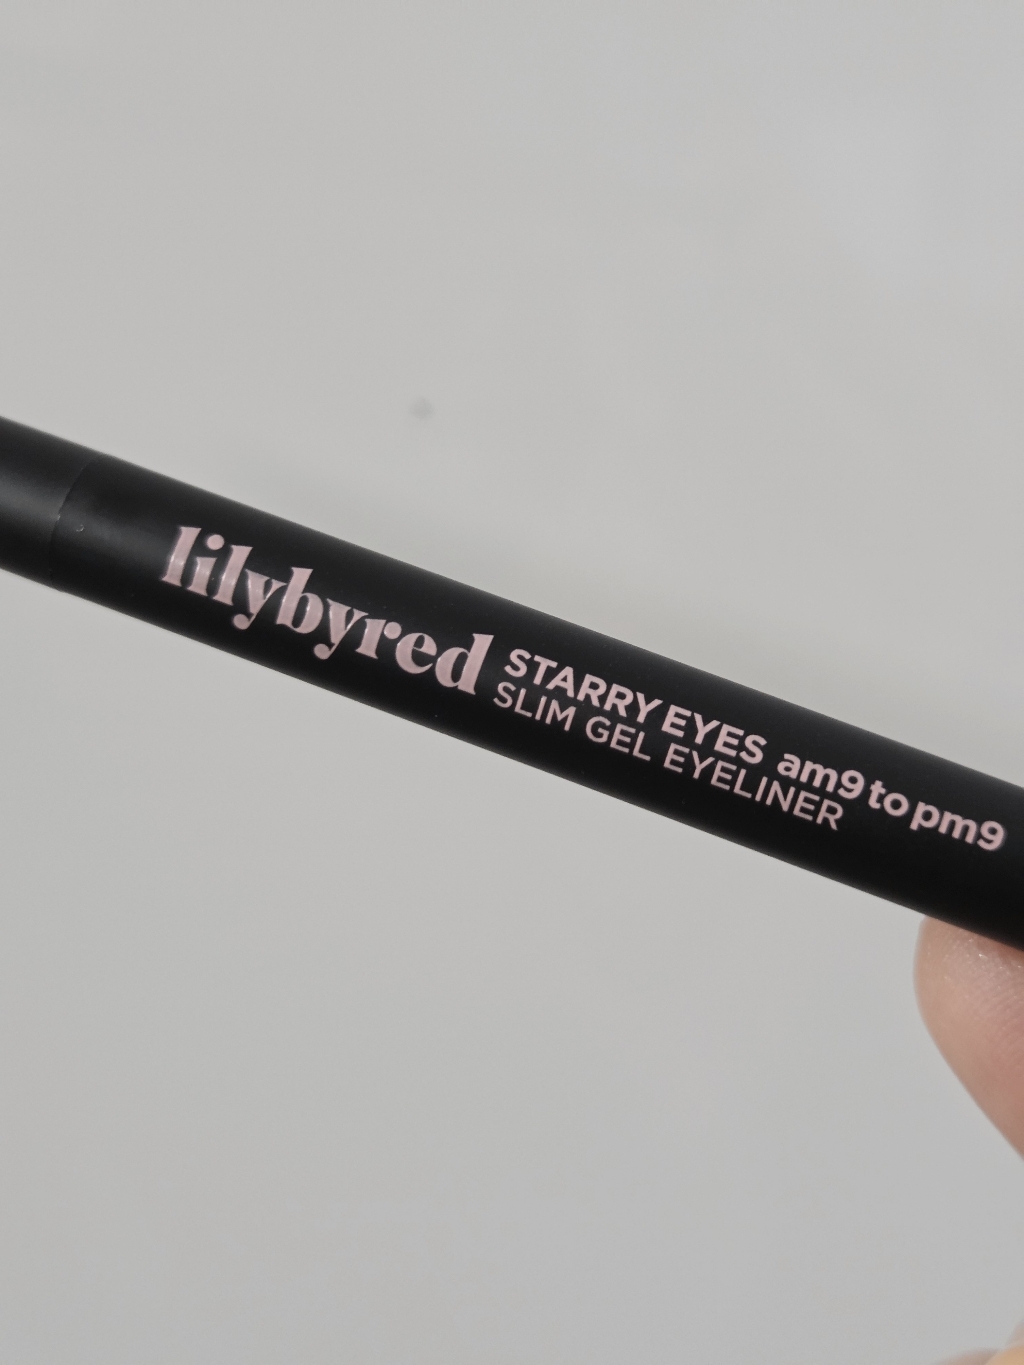 lilybyred
STARRY EYES am9 to pm9
SLIM GEL EYELINER